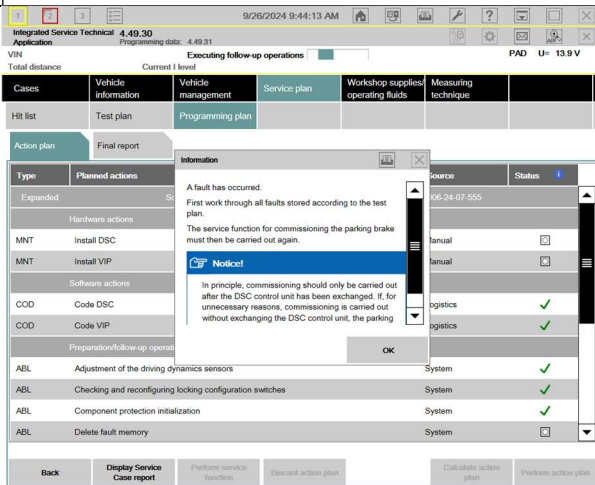 1 2 3 9/26/2024 9:44:13 AM ?
Integrated Service Technical 4.49.30
Application Programming data: 4.49.31
VIN Executing follow-up operations PAD U= 13.9 V
Total distance Current I level
Cases Vehicle information Vehicle management Service plan Workshop supplies/ operating fluids Measuring technique
Hit list Test plan Programming plan
Action plan Final report
Information
Type Planned actions Source Status i
A fault has occurred.
First work through all faults stored according to the test
plan.
The service function for commissioning the parking brake
must then be carried out again.
Notice!
In principle, commissioning should only be carried out
after the DSC control unit has been exchanged. If, for
unnecessary reasons, commissioning is carried out
without exchanging the DSC control unit, the parking
OK
Expanded 06-24-07-555
Hardware actions
MNT Install DSC Manual
MNT Install VIP Manual
Software actions
COD Code DSC ogistics
COD Code VIP ogistics
Preparation/follow-up operati
ABL Adjustment of the driving dynamics sensors System
ABL Checking and reconfiguring locking configuration switches System
ABL Component protection initialization System
ABL Delete fault memory System
Back Display Service Case report Perform service function Discard action plan Calculate action plan Perform action plan